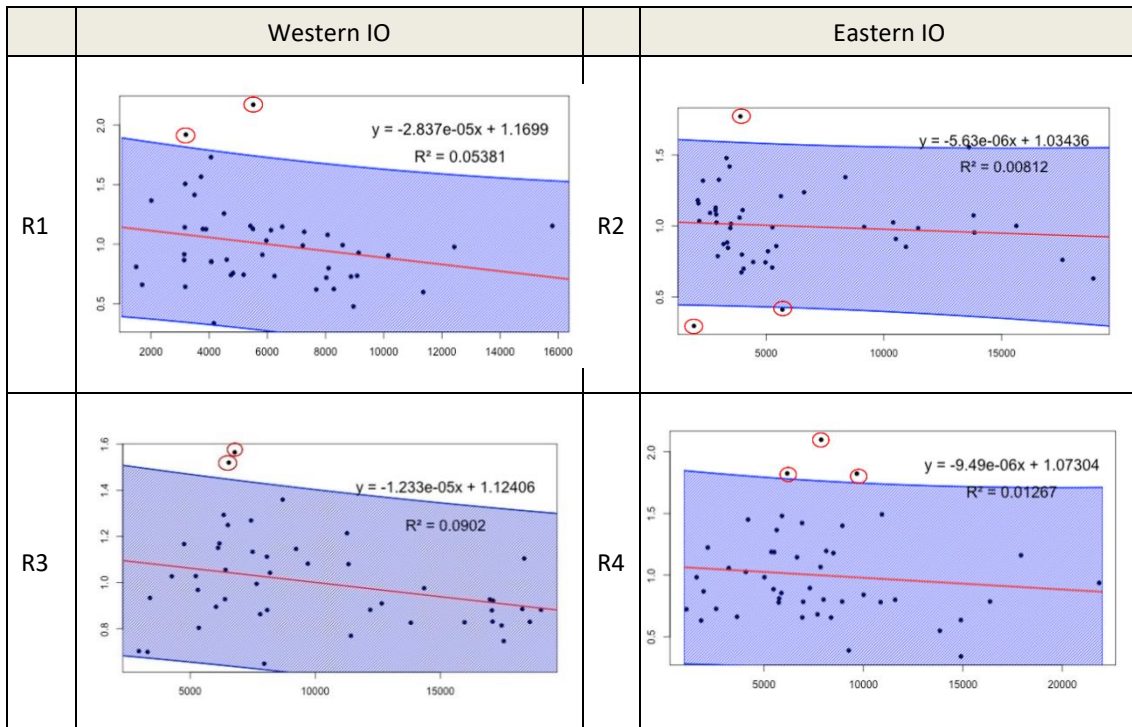 Western IO
Eastern IO
R1
2.0
1.5
1.0
0.5
y = -2.837e-05x + 1.1699
R² = 0.05381
2000 4000 6000 8000 10000 12000 14000 16000
R2
1.5
1.0
0.5
y = -5.63e-06x + 1.03436
R² = 0.00812
5000 10000 15000
R3
1.6
1.4
1.2
1.0
0.8
y = -1.233e-05x + 1.12406
R² = 0.0902
5000 10000 15000
R4
2.0
1.5
1.0
0.5
y = -9.49e-06x + 1.07304
R² = 0.01267
5000 10000 15000 20000